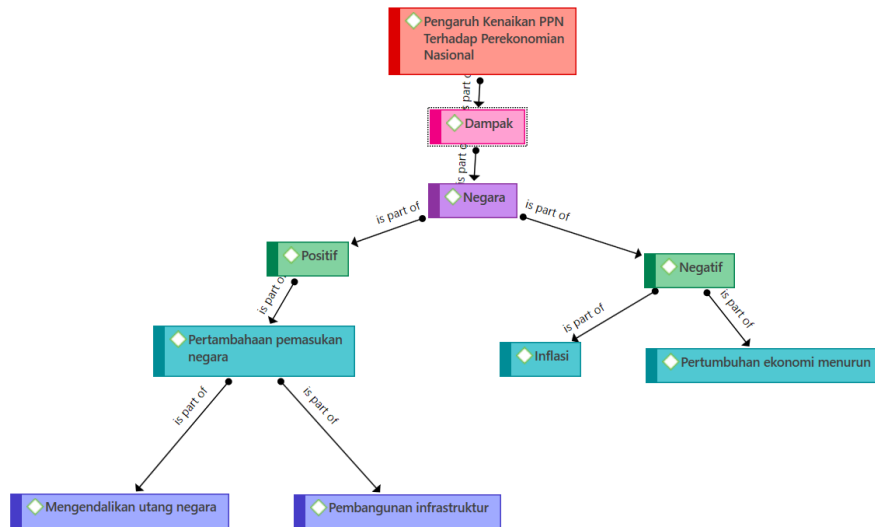 Pengaruh Kenaikan PPN
Terhadap Perekonomian
Nasional
is part of
Dampak
is part of
Negara
is part of
is part of
Positif
Negatif
is part of
is part of
is part of
Pertambahaan pemasukan
negara
Inflasi
Pertumbuhan ekonomi menurun
is part of
is part of
Mengendalikan utang negara
Pembangunan infrastruktur